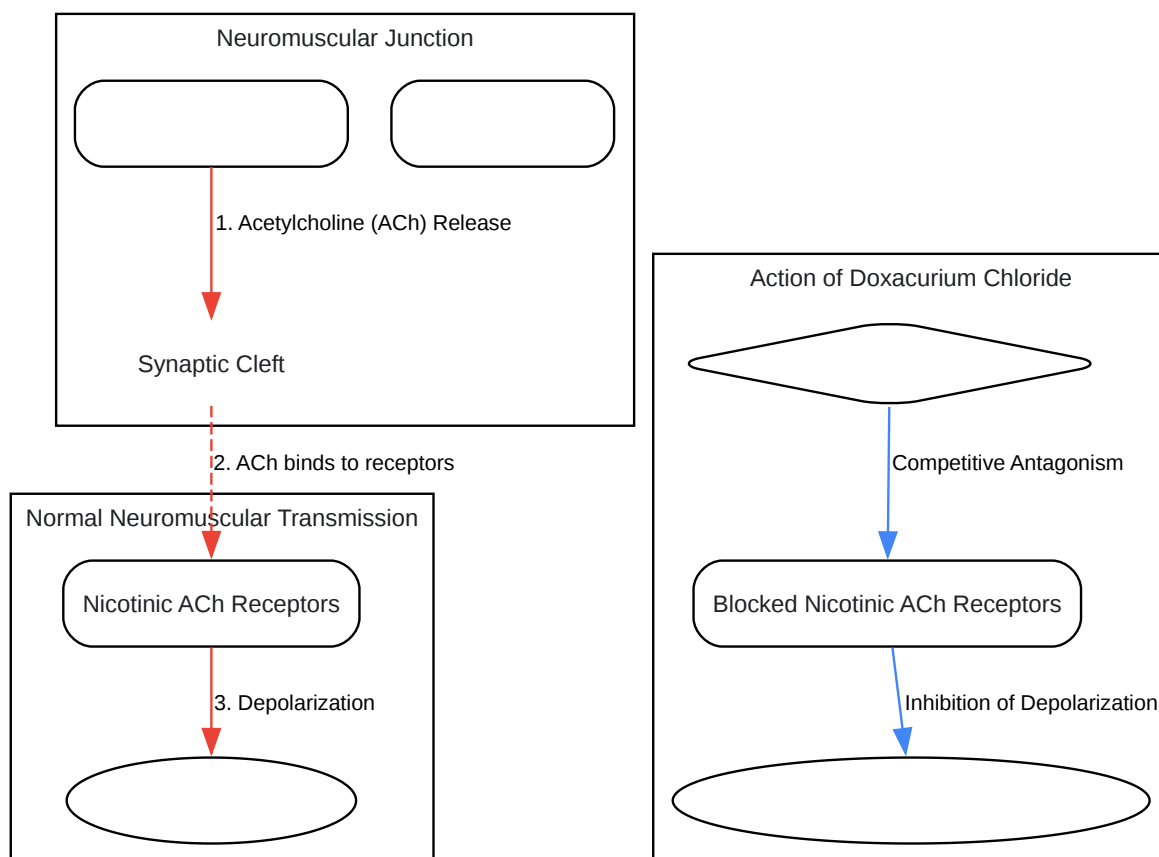 Neuromuscular Junction
1. Acetylcholine (ACh) Release
Synaptic Cleft
2. ACh binds to receptors
Normal Neuromuscular Transmission
Nicotinic ACh Receptors
3. Depolarization
Action of Doxacurium Chloride
Competitive Antagonism
Blocked Nicotinic ACh Receptors
Inhibition of Depolarization